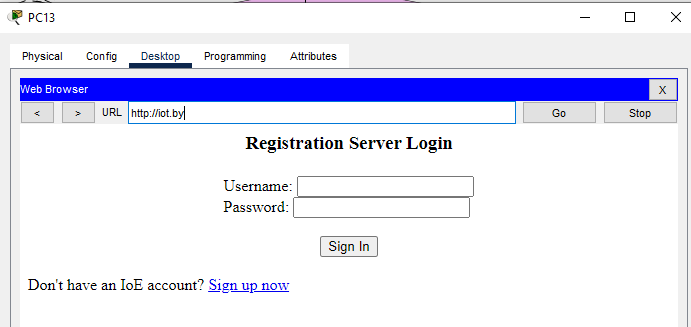 PC13
Physical Config Desktop Programming Attributes
Web Browser X
< > URL http://iot.by Go Stop
Registration Server Login
Username:
Password:
Sign In
Don't have an IoE account? Sign up now